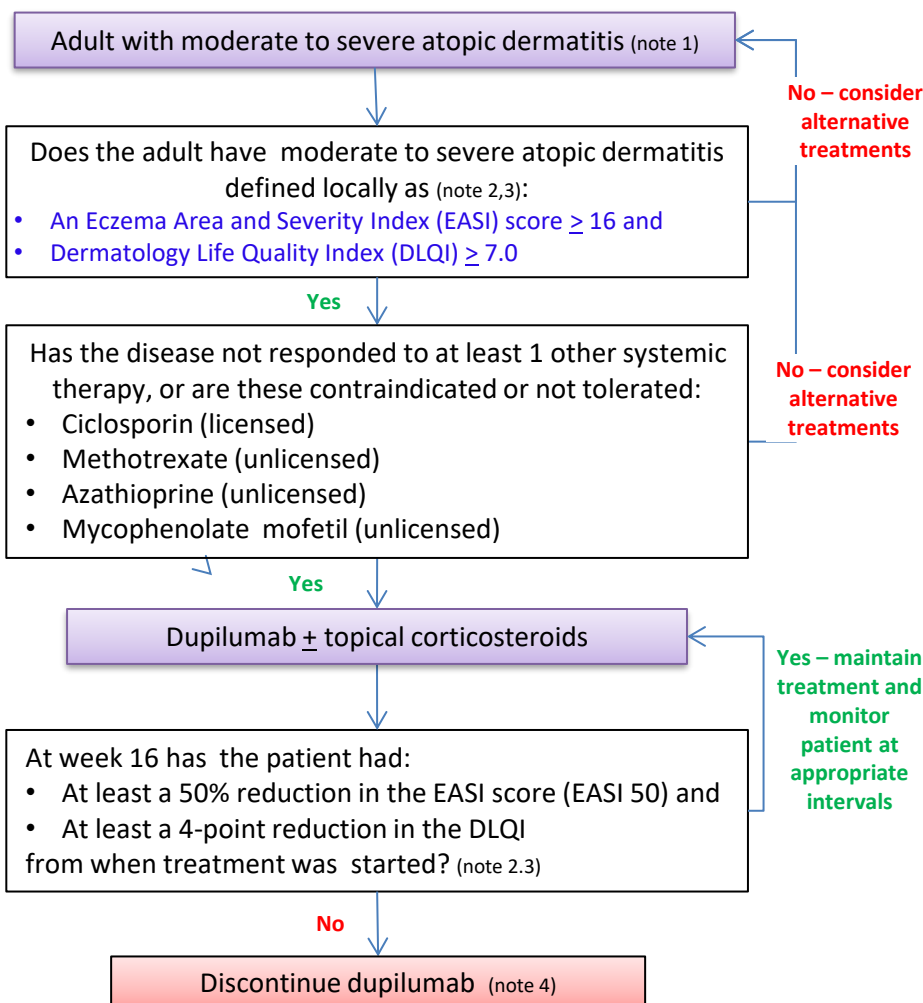 Adult with moderate to severe atopic dermatitis (note 1)
No – consider
alternative
treatments
Does the adult have moderate to severe atopic dermatitis
defined locally as (note 2,3):
• An Eczema Area and Severity Index (EASI) score ≥ 16 and
• Dermatology Life Quality Index (DLQI) ≥ 7.0
Yes
Has the disease not responded to at least 1 other systemic
therapy, or are these contraindicated or not tolerated:
• Ciclosporin (licensed)
• Methotrexate (unlicensed)
• Azathioprine (unlicensed)
• Mycophenolate mofetil (unlicensed)
No – consider
alternative
treatments
Yes
Dupilumab ± topical corticosteroids
Yes – maintain
treatment and
monitor
patient at
appropriate
intervals
At week 16 has the patient had:
• At least a 50% reduction in the EASI score (EASI 50) and
• At least a 4-point reduction in the DLQI
from when treatment was started? (note 2.3)
No
Discontinue dupilumab (note 4)